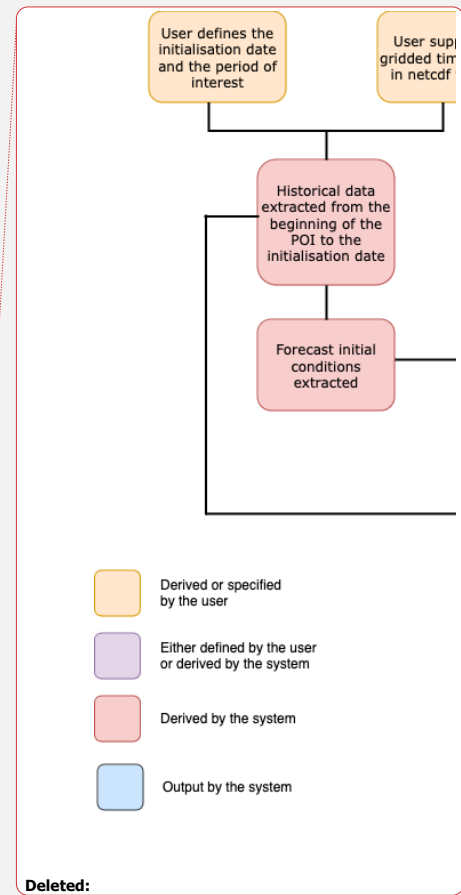 User defines the
initialisation date
and the period of
interest
User supp
gridded tim
in netcdf
Historical data
extracted from the
beginning of the
POI to the
initialisation date
Forecast initial
conditions
extracted
Derived or specified
by the user
Either defined by the user
or derived by the system
Derived by the system
Output by the system
Deleted: